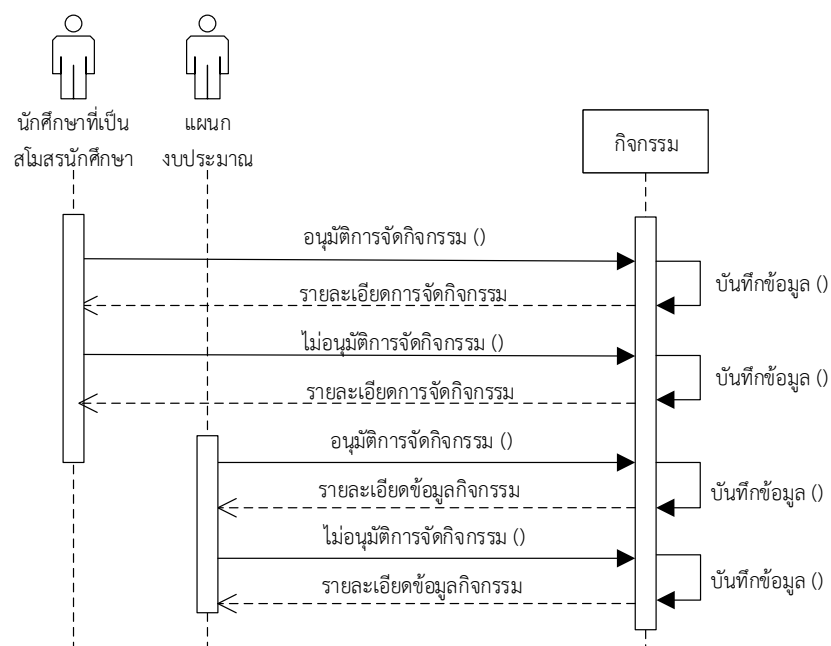 นักศึกษาที่เป็น
สโมสรนักศึกษา
แผนก
งบประมาณ
กิจกรรม
อนุมัติการจัดกิจกรรม ()
บันทึกข้อมูล ()
รายละเอียดการจัดกิจกรรม
ไม่อนุมัติการจัดกิจกรรม ()
บันทึกข้อมูล ()
รายละเอียดการจัดกิจกรรม
อนุมัติการจัดกิจกรรม ()
รายละเอียดข้อมูลกิจกรรม
บันทึกข้อมูล ()
ไม่อนุมัติการจัดกิจกรรม ()
บันทึกข้อมูล ()
รายละเอียดข้อมูลกิจกรรม